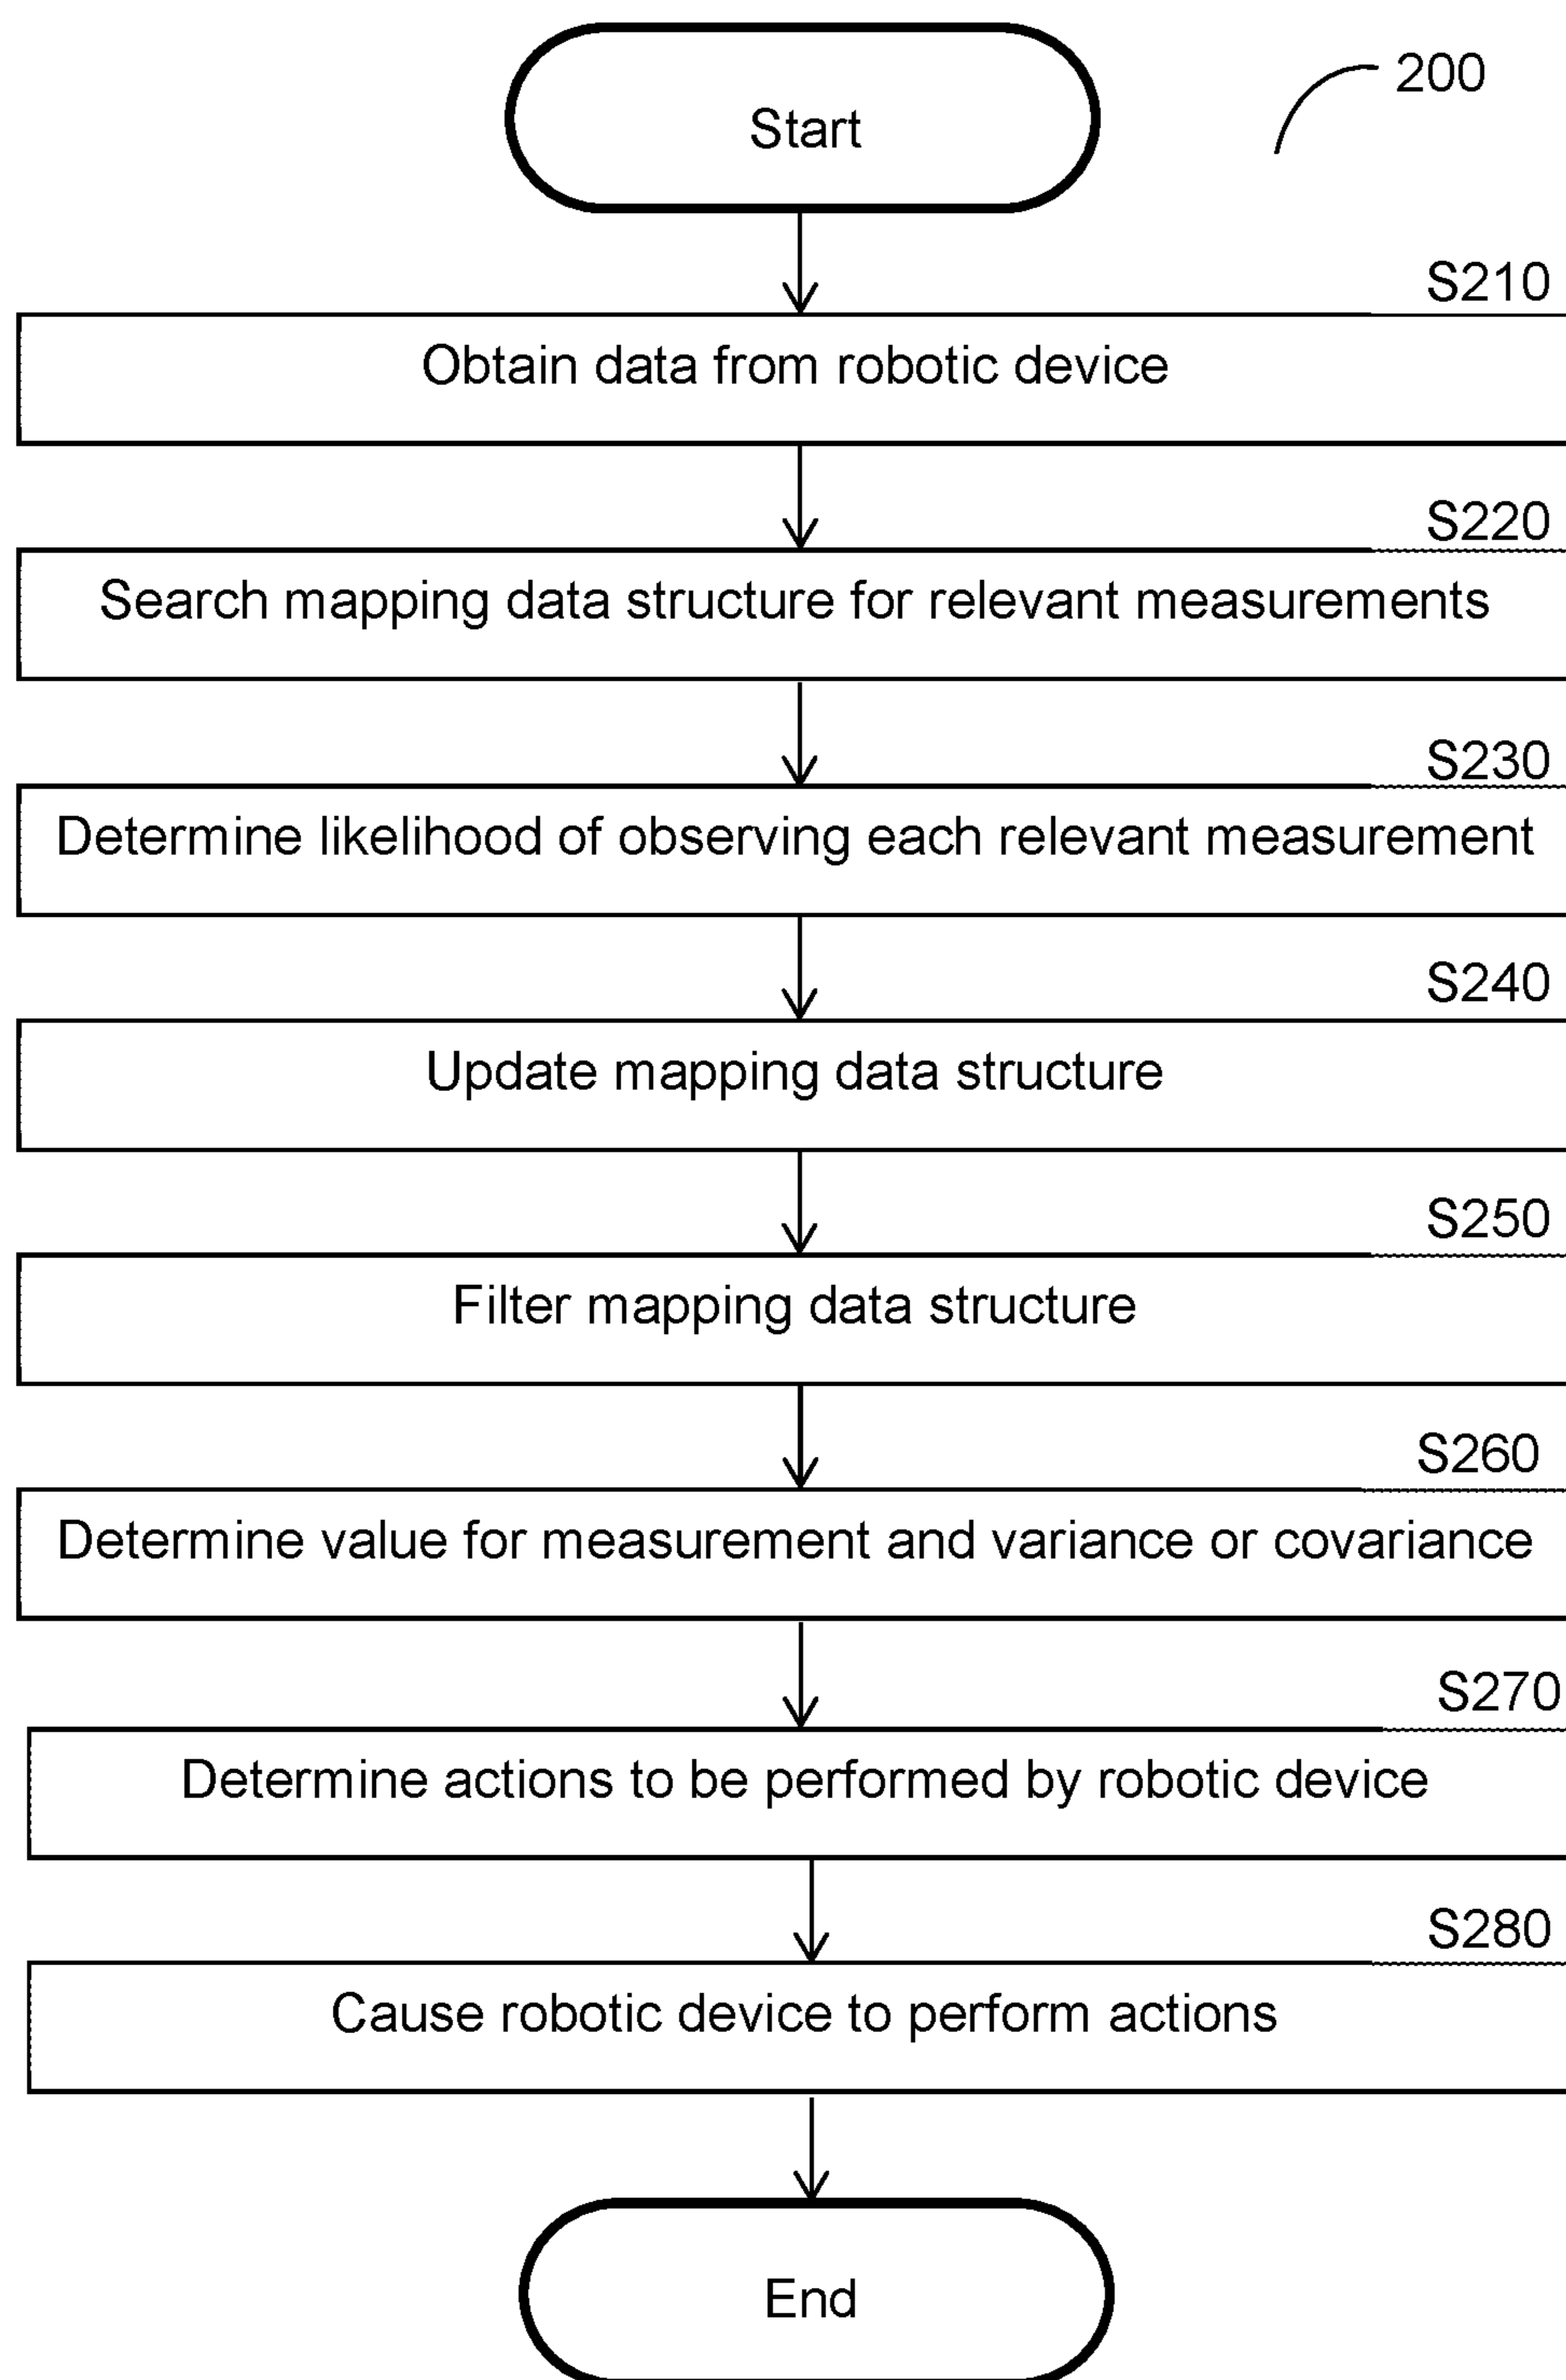 Start
200
S210
Obtain data from robotic device
S220
Search mapping data structure for relevant measurements
S230
Determine likelihood of observing each relevant measurement
S240
Update mapping data structure
S250
Filter mapping data structure
S260
Determine value for measurement and variance or covariance
S270
Determine actions to be performed by robotic device
S280
Cause robotic device to perform actions
End